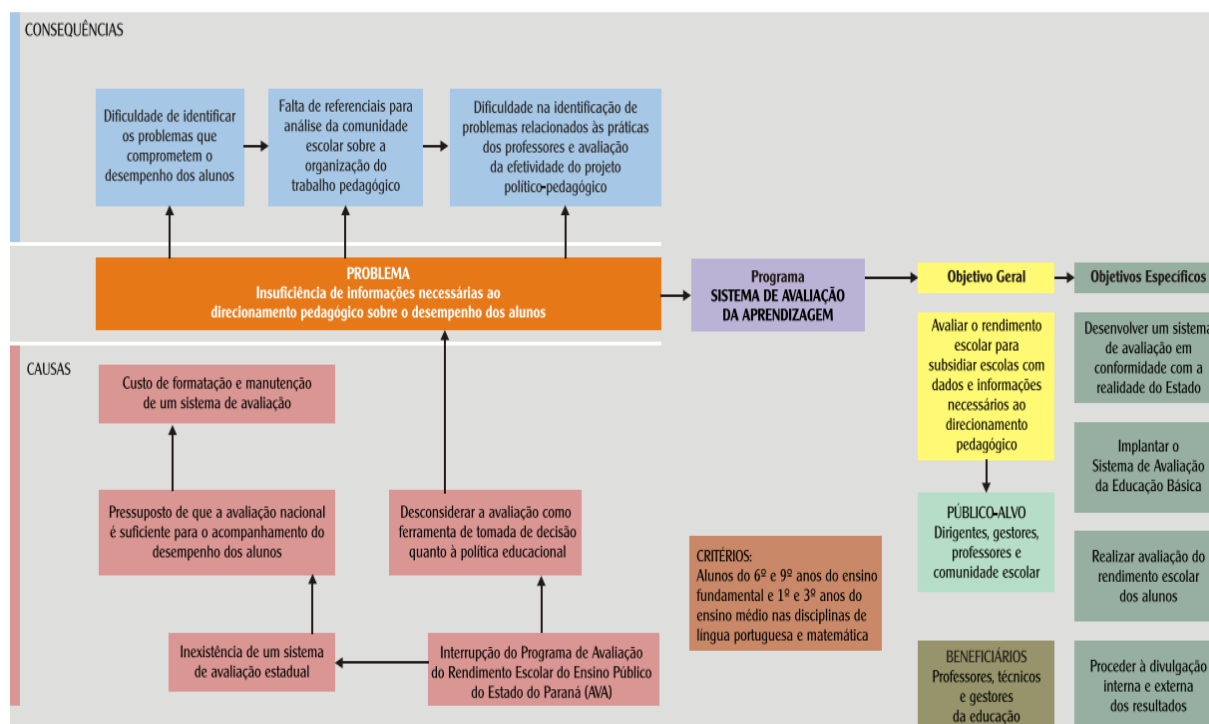 CONSEQUÊNCIAS
Dificuldade de identificar
os problemas que
comprometem o
desempenho dos alunos
Falta de referenciais para
análise da comunidade
escolar sobre a
organização do
trabalho pedagógico
Dificuldade na identificação de
problemas relacionados às práticas
dos professores e avaliação
da efetividade do projeto
político-pedagógico
PROBLEMA
Insuficiência de informações necessárias ao
direcionamento pedagógico sobre o desempenho dos alunos
Programa
SISTEMA DE AVALIAÇÃO
DA APRENDIZAGEM
Objetivo Geral
Objetivos Específicos
Avaliar o rendimento
escolar para
subsidiar escolas com
dados e informações
necessários ao
direcionamento
pedagógico
Desenvolver um sistema
de avaliação em
conformidade com a
realidade do Estado
CAUSAS
Custo de formatação e manutenção
de um sistema de avaliação
Implantar o
Sistema de Avaliação
da Educação Básica
Pressuposto de que a avaliação nacional
é suficiente para o acompanhamento do
desempenho dos alunos
Desconsiderar a avaliação como
ferramenta de tomada de decisão
quanto à política educacional
PÚBLICO-ALVO
Dirigentes, gestores,
professores e
comunidade escolar
CRITÉRIOS:
Alunos do 6º e 9º anos do ensino
fundamental e 1º e 3º anos do
ensino médio nas disciplinas de
língua portuguesa e matemática
Realizar avaliação do
rendimento escolar
dos alunos
Inexistência de um sistema
de avaliação estadual
Interrupção do Programa de Avaliação
do Rendimento Escolar do Ensino Público
do Estado do Paraná (AVA)
BENEFICIÁRIOS
Professores, técnicos
e gestores
da educação
Proceder à divulgação
interna e externa
dos resultados